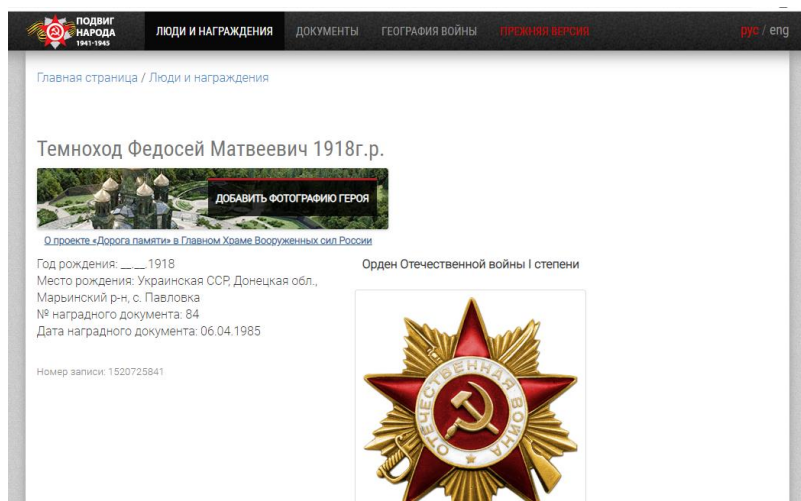 ПОДВИГ
НАРОДА
1941-1945
ЛЮДИ И НАГРАЖДЕНИЯ
ДОКУМЕНТЫ
ГЕОГРАФИЯ ВОЙНЫ
ПРЕЖНЯЯ ВЕРСИЯ
рус / eng
Главная страница / Люди и награждения
Темноход Федосей Матвеевич 1918г.р.
ДОБАВИТЬ ФОТОГРАФИЮ ГЕРОЯ
О проекте «Дорога памяти» в Главном Храме Вооруженных сил России
Год рождения: __.__.1918
Место рождения: Украинская ССР, Донецкая обл.,
Марьинский р-н, с. Павловка
№ наградного документа: 84
Дата наградного документа: 06.04.1985
Номер записи: 1520725841
Орден Отечественной войны I степени
ОТЕЧЕСТВЕННАЯ ВОЙНА